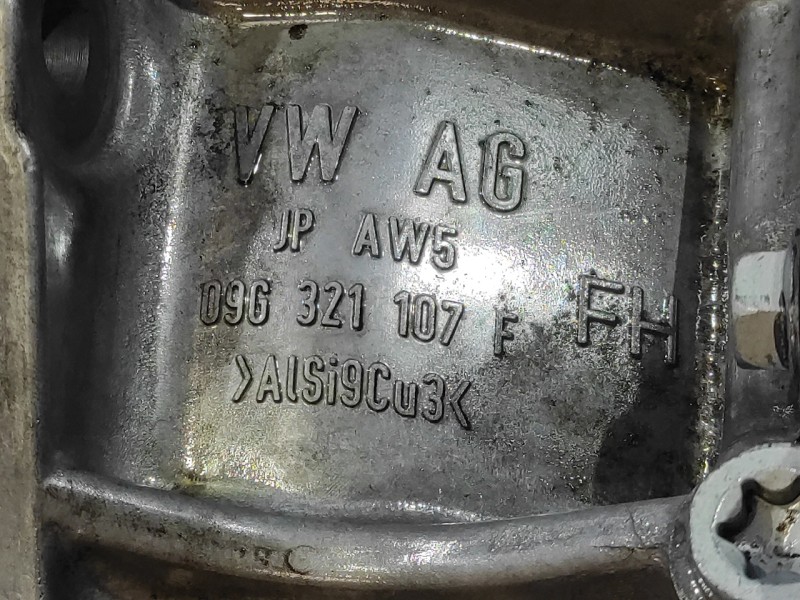 VW AG
JP AW5
09G 321 107 F FH
>AlSi9Cu3<